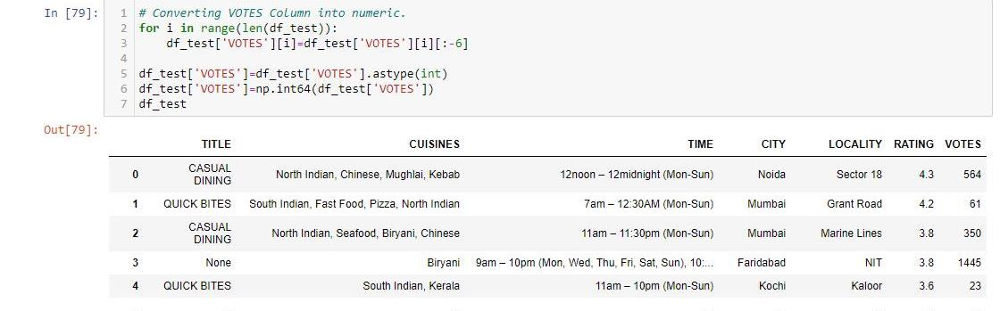 In [79]:
1 # Converting VOTES Column into numeric.
2 for i in range(len(df_test)):
3     df_test['VOTES'][i]=df_test['VOTES'][i][:-6]
4
5 df_test['VOTES']=df_test['VOTES'].astype(int)
6 df_test['VOTES']=np.int64(df_test['VOTES'])
7 df_test
Out[79]:
TITLE CUISINES TIME CITY LOCALITY RATING VOTES
0 CASUAL DINING North Indian, Chinese, Mughlai, Kebab 12noon – 12midnight (Mon-Sun) Noida Sector 18 4.3 564
1 QUICK BITES South Indian, Fast Food, Pizza, North Indian 7am – 12:30AM (Mon-Sun) Mumbai Grant Road 4.2 61
2 CASUAL DINING North Indian, Seafood, Biryani, Chinese 11am – 11:30pm (Mon-Sun) Mumbai Marine Lines 3.8 350
3 None Biryani 9am – 10pm (Mon, Wed, Thu, Fri, Sat, Sun), 10:... Faridabad NIT 3.8 1445
4 QUICK BITES South Indian, Kerala 11am – 10pm (Mon-Sun) Kochi Kaloor 3.6 23